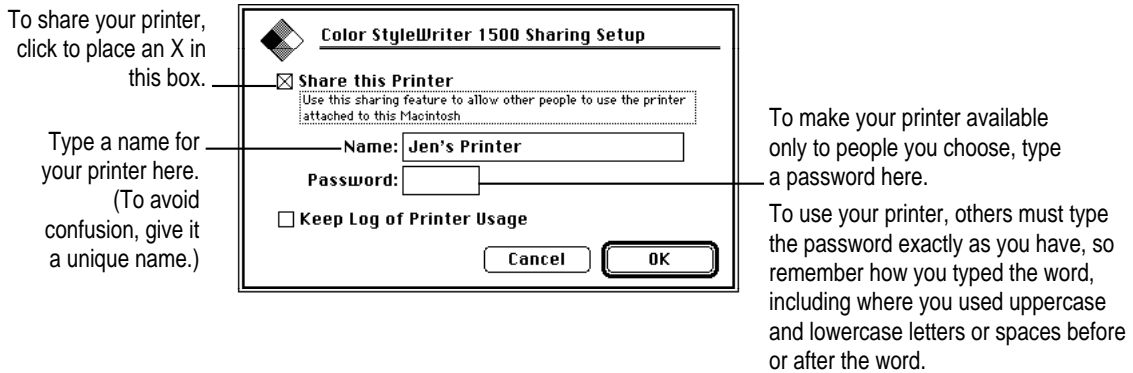 To share your printer,
click to place an X in
this box.
Type a name for
your printer here.
(To avoid
confusion, give it
a unique name.)
Color StyleWriter 1500 Sharing Setup
Share this Printer
Use this sharing feature to allow other people to use the printer
attached to this Macintosh
Name: Jen's Printer
Password:
Keep Log of Printer Usage
Cancel OK
To make your printer available
only to people you choose, type
a password here.
To use your printer, others must type
the password exactly as you have, so
remember how you typed the word,
including where you used uppercase
and lowercase letters or spaces before
or after the word.